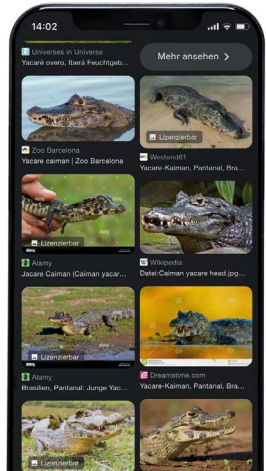 14:02
Universes in Universe
Yacaré overo, Iberá Feuchtgeb...
Mehr ansehen
Zoo Barcelona
Yacare caiman | Zoo Barcelona
Lizenzierbar
Westend61
Yacare-Kaiman, Pantanal, Bra...
Lizenzierbar
alamy
Alamy
Jacare Caiman (Caiman yacar...
W Wikipedia
Datei:Caiman yacare head.jpg...
Lizenzierbar
alamy
Alamy
Brasilien, Pantanal: Junge Yac...
Dreamstime.com
Yacare-Kaiman, Pantanal, Bra...
Lizenzierbar